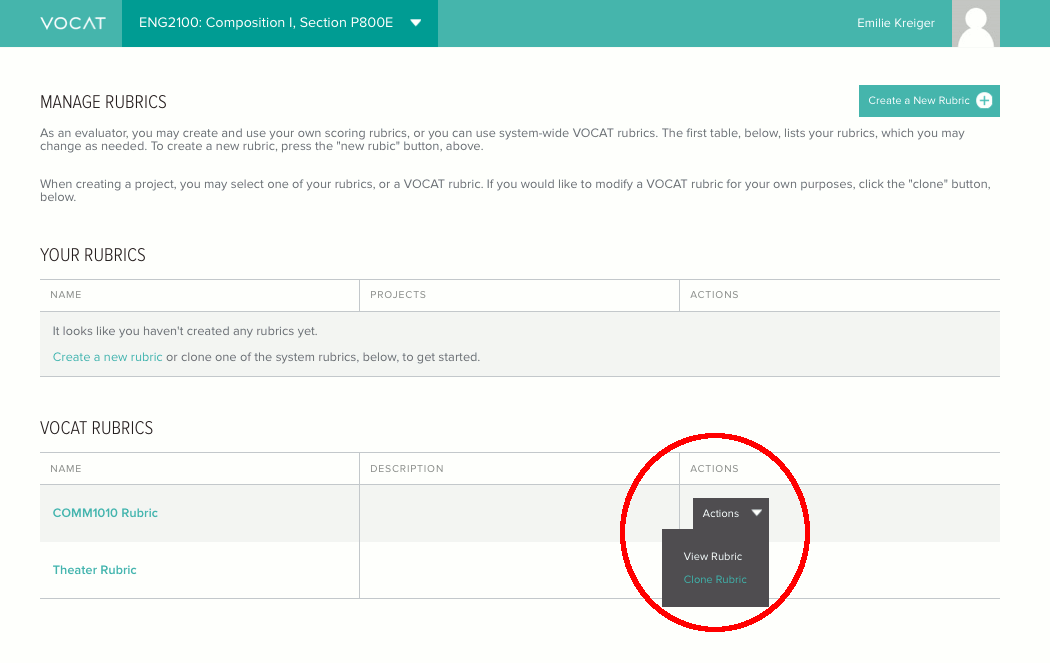 VOCAT ENG2100: Composition I, Section P800E Emilie Kreiger
MANAGE RUBRICS
Create a New Rubric
As an evaluator, you may create and use your own scoring rubrics, or you can use system-wide VOCAT rubrics. The first table, below, lists your rubrics, which you may
change as needed. To create a new rubric, press the "new rubic" button, above.
When creating a project, you may select one of your rubrics, or a VOCAT rubric. If you would like to modify a VOCAT rubric for your own purposes, click the "clone" button,
below.
YOUR RUBRICS
NAME PROJECTS ACTIONS
It looks like you haven't created any rubrics yet.
Create a new rubric or clone one of the system rubrics, below, to get started.
VOCAT RUBRICS
NAME DESCRIPTION ACTIONS
COMM1010 Rubric Actions
View Rubric
Theater Rubric
Clone Rubric